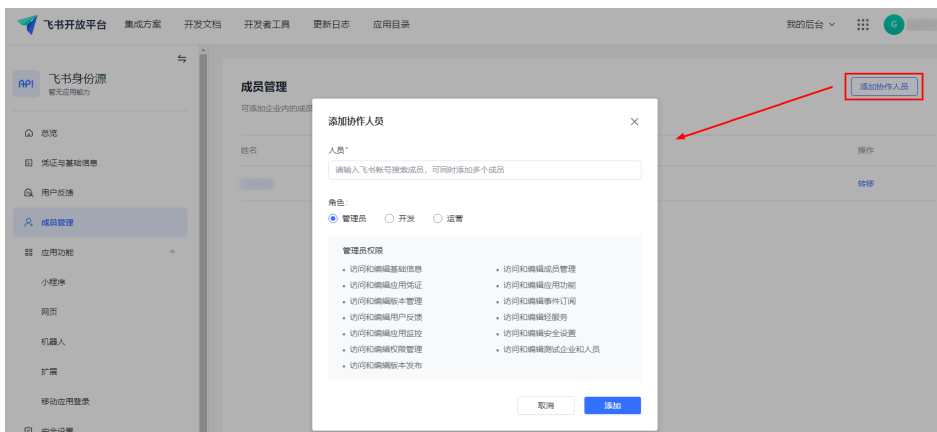 飞书开放平台 集成方案 开发文档 开发者工具 更新日志 应用目录 我的后台 G
API 飞书身份源
暂无应用能力
总览
凭证与基础信息
用户反馈
成员管理
应用功能
小程序
网页
机器人
扩展
移动应用登录
安全设置
成员管理
添加协作人员
可添加企业内的成员
姓名 操作
转移
添加协作人员
人员*
请输入飞书帐号搜索成员，可同时添加多个成员
角色:
管理员 开发 运营
管理员权限
• 访问和编辑基础信息 • 访问和编辑成员管理
• 访问和编辑应用凭证 • 访问和编辑应用功能
• 访问和编辑版本管理 • 访问和编辑事件订阅
• 访问和编辑用户反馈 • 访问和编辑轻服务
• 访问和编辑应用监控 • 访问和编辑安全设置
• 访问和编辑权限管理 • 访问和编辑测试企业和人员
• 访问和编辑版本发布
取消 添加